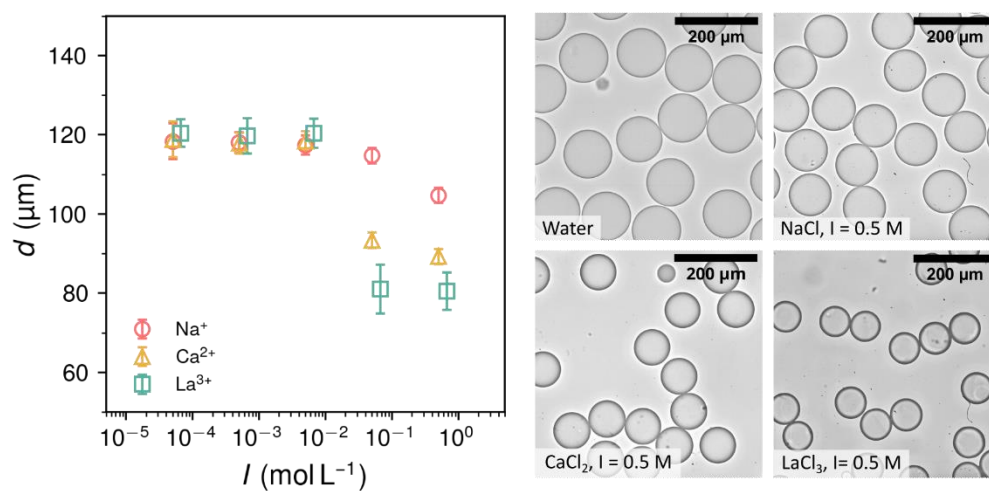 140
120
100
80
60
d (μm)
Na⁺
Ca²⁺
La³⁺
10⁻⁵ 10⁻⁴ 10⁻³ 10⁻² 10⁻¹ 10⁰
I (mol L⁻¹)
200 μm
Water
200 μm
NaCl, I = 0.5 M
200 μm
CaCl₂, I = 0.5 M
200 μm
LaCl₃, I= 0.5 M